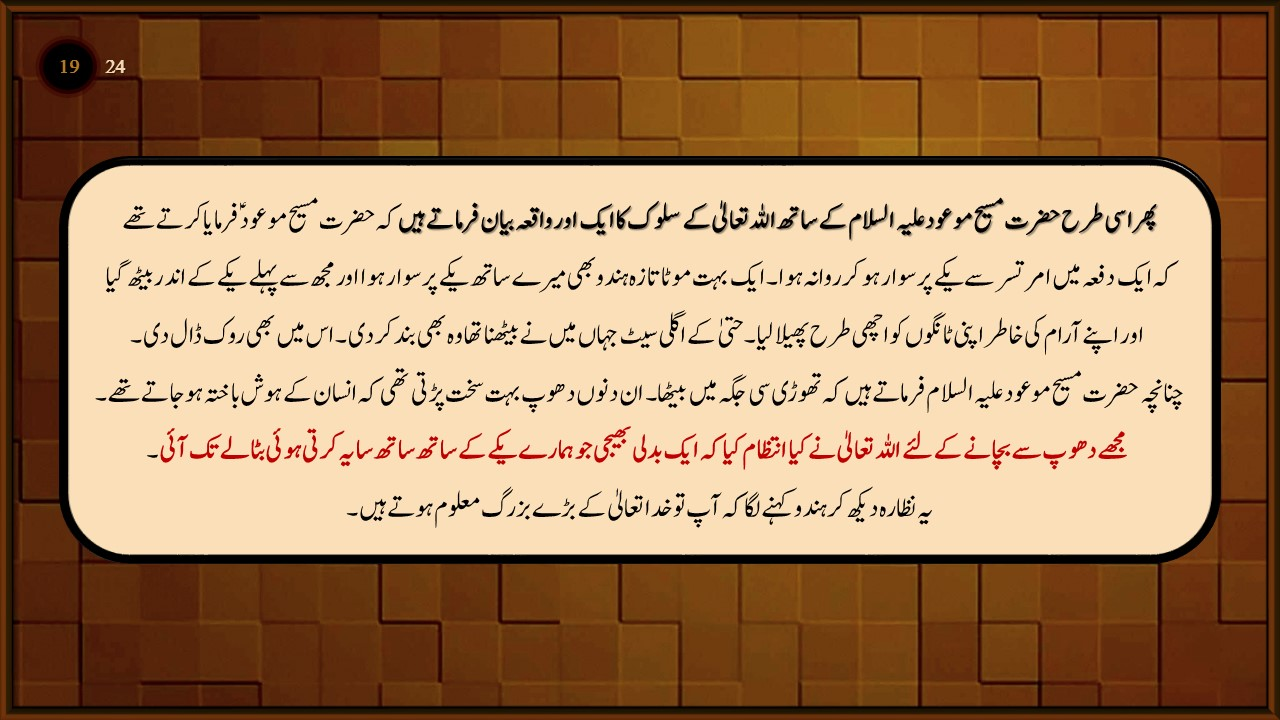 19 24
پھر اسی طرح حضرت مسیح موعود علیہ السلام کے ساتھ اللہ تعالیٰ کے سلوک کا ایک اور واقعہ بیان فرماتے ہیں کہ حضرت مسیح موعودؑ فرمایا کرتے تھے
کہ ایک دفعہ میں امرتسر سے یکے پر سوار ہو کر روانہ ہوا۔ ایک بہت موٹا تازہ ہندو بھی میرے ساتھ یکے پر سوار ہوا اور مجھ سے پہلے یکے کے اندر بیٹھ گیا
اور اپنے آرام کی خاطر اپنی ٹانگوں کو اچھی طرح پھیلا لیا۔ حتیٰ کے اگلی سیٹ جہاں میں نے بیٹھنا تھا وہ بھی بند کر دی۔ اس میں بھی روک ڈال دی۔
چنانچہ حضرت مسیح موعود علیہ السلام فرماتے ہیں کہ تھوڑی سی جگہ میں بیٹھا۔ ان دنوں دھوپ بہت سخت پڑتی تھی کہ انسان کے ہوش باختہ ہو جاتے تھے۔
مجھے دھوپ سے بچانے کے لئے اللہ تعالیٰ نے کیا انتظام کیا کہ ایک بدلی بھیجی جو ہمارے یکے کے ساتھ ساتھ سایہ کرتی ہوئی بٹالے تک آئی۔
یہ نظارہ دیکھ کر ہندو کہنے لگا کہ آپ تو خدا تعالیٰ کے بڑے بزرگ معلوم ہوتے ہیں۔